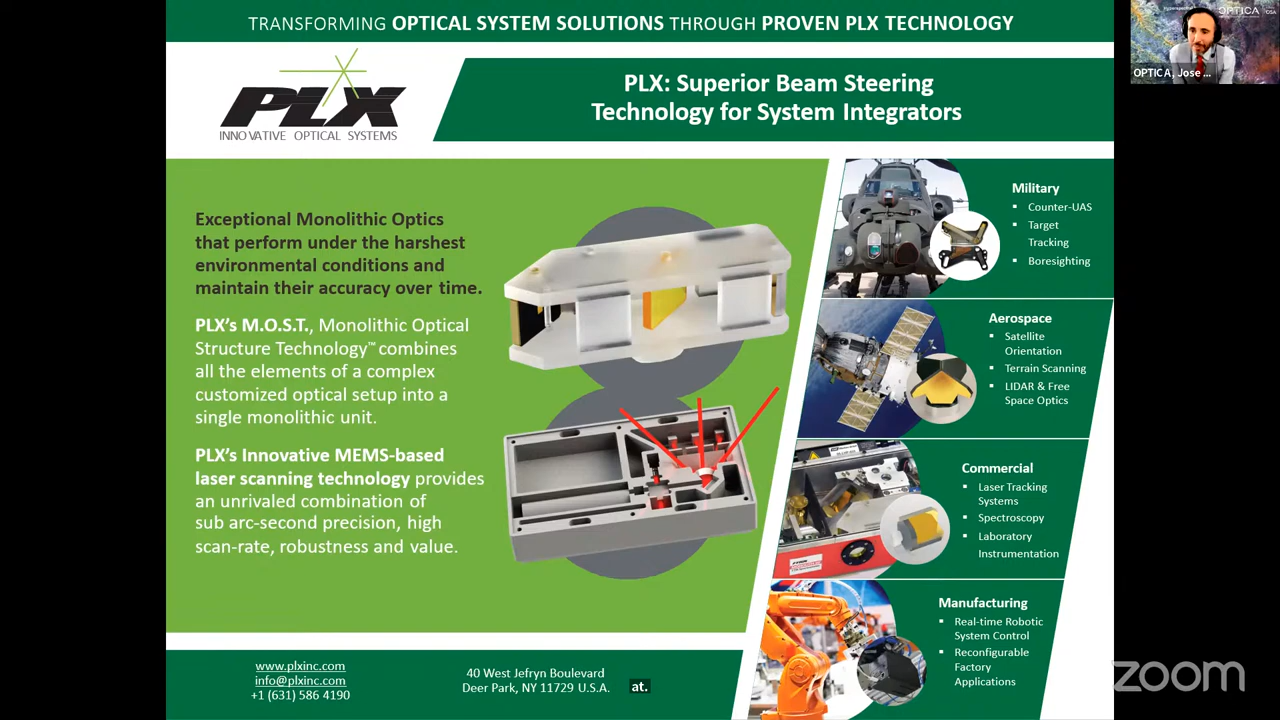 TRANSFORMING OPTICAL SYSTEM SOLUTIONS THROUGH PROVEN PLX TECHNOLOGY
PLX
INNOVATIVE OPTICAL SYSTEMS
PLX: Superior Beam Steering
Technology for System Integrators
Exceptional Monolithic Optics
that perform under the harshest
environmental conditions and
maintain their accuracy over time.
PLX's M.O.S.T., Monolithic Optical
Structure Technology™ combines
all the elements of a complex
customized optical setup into a
single monolithic unit.
PLX's Innovative MEMS-based
laser scanning technology provides
an unrivaled combination of
sub arc-second precision, high
scan-rate, robustness and value.
Military
▪ Counter-UAS
▪ Target
Tracking
▪ Boresighting
Aerospace
▪ Satellite
Orientation
▪ Terrain Scanning
▪ LIDAR & Free
Space Optics
Commercial
▪ Laser Tracking
Systems
▪ Spectroscopy
▪ Laboratory
Instrumentation
Manufacturing
▪ Real-time Robotic
System Control
▪ Reconfigurable
Factory
Applications
www.plxinc.com
info@plxinc.com
+1 (631) 586 4190
40 West Jefryn Boulevard
Deer Park, NY 11729 U.S.A.
at.
OPTICA
OPTICA, Jose ...
zoom